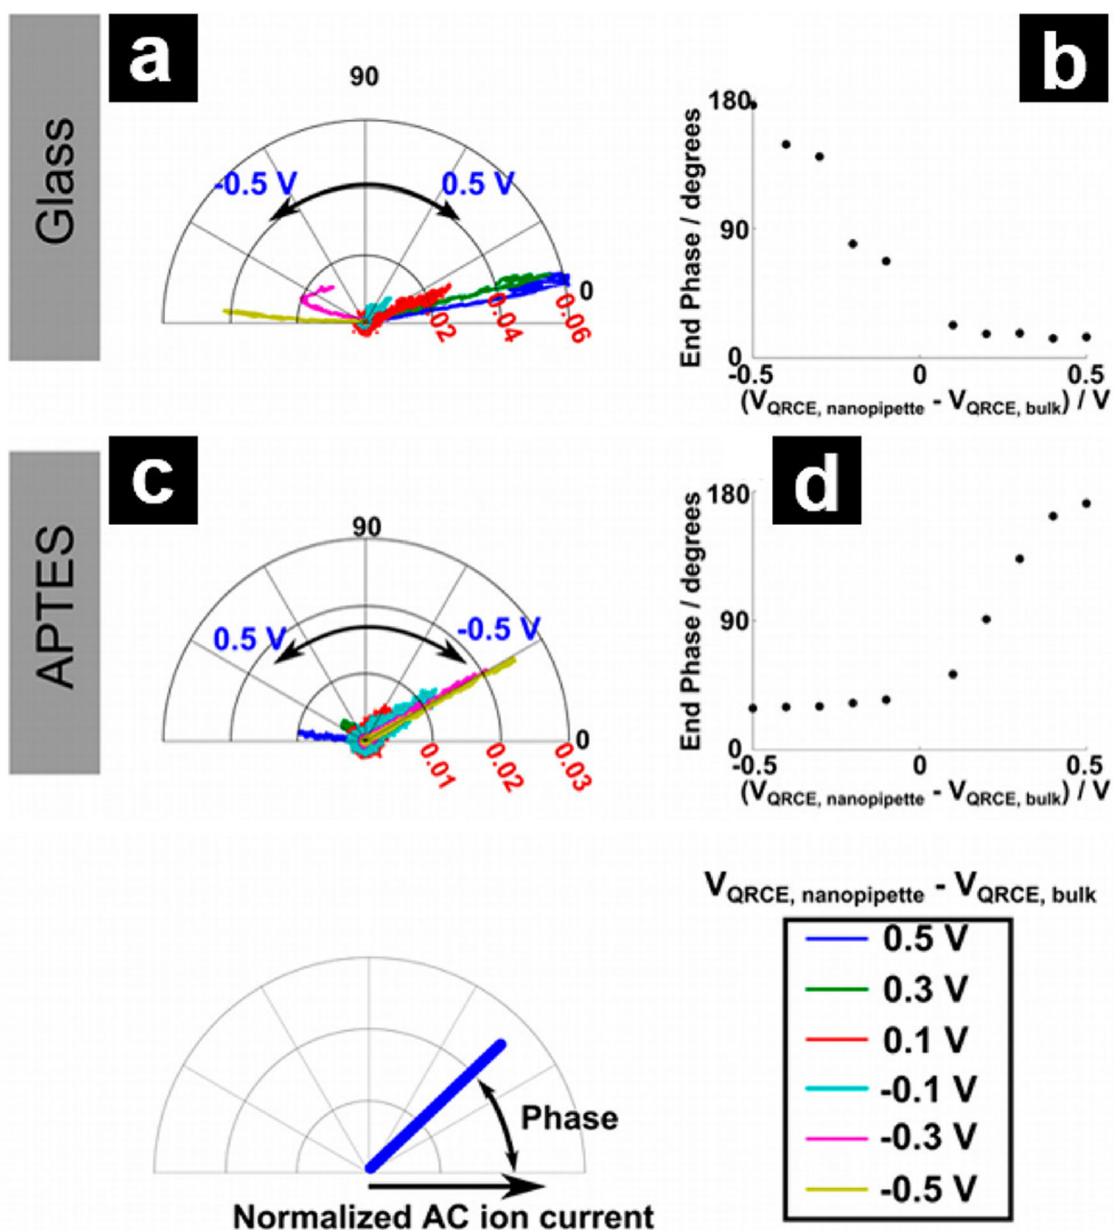 Glass
a
90
-0.5 V
0.5 V
0
0.02
0.04
0.06
b
180
90
0
End Phase / degrees
-0.5
0
0.5
(VQRCE, nanopipette - VQRCE, bulk) / V
APTES
c
90
0.5 V
-0.5 V
0
0.01
0.02
0.03
d
180
90
0
End Phase / degrees
-0.5
0
0.5
(VQRCE, nanopipette - VQRCE, bulk) / V
Phase
Normalized AC ion current
VQRCE, nanopipette - VQRCE, bulk
0.5 V
0.3 V
0.1 V
-0.1 V
-0.3 V
-0.5 V